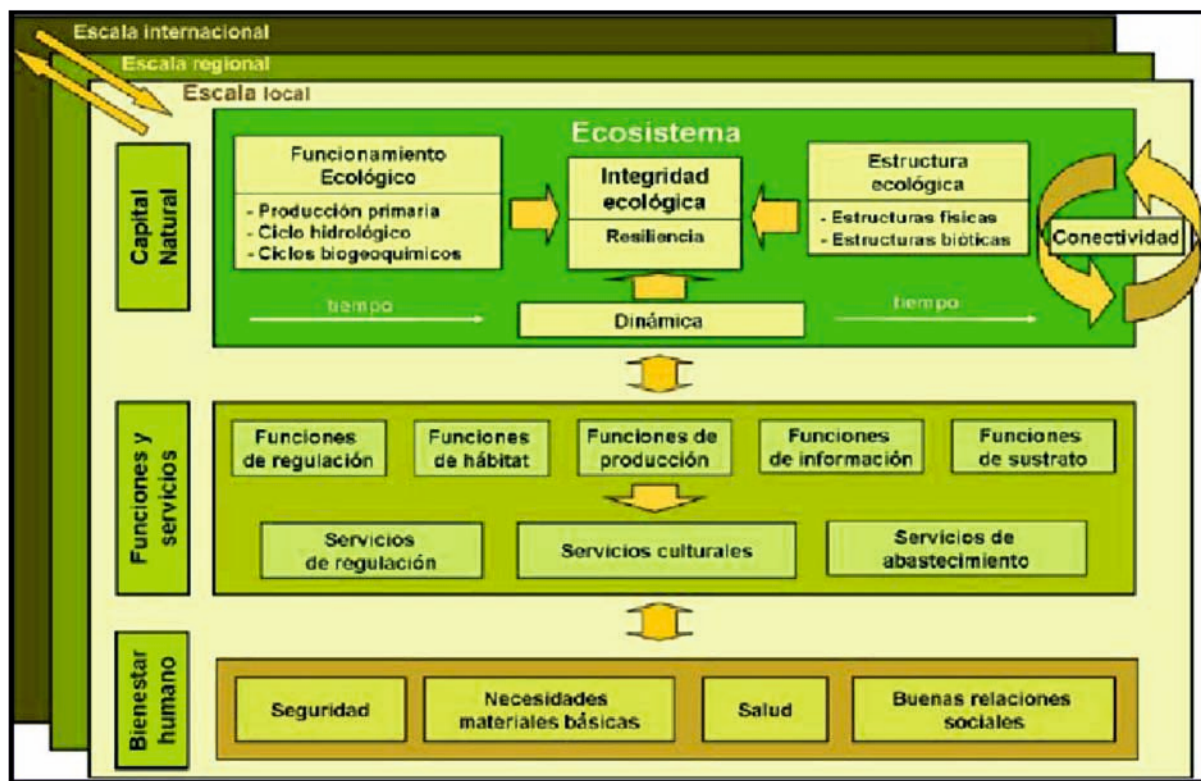 Escala internacional
Escala regional
Escala local
Capital
Natural
Ecosistema
Funcionamiento
Ecológico
- Producción primaria
- Ciclo hidrológico
- Ciclos biogeoquímicos
Integridad
ecológica
Resiliencia
Estructura
ecológica
- Estructuras físicas
- Estructuras bióticas
Conectividad
tiempo
tiempo
Dinámica
Funciones y
servicios
Funciones
de regulación
Funciones
de hábitat
Funciones de
producción
Funciones
de información
Funciones
de sustrato
Servicios
de regulación
Servicios culturales
Servicios de
abastecimiento
Bienestar
humano
Seguridad
Necesidades
materiales básicas
Salud
Buenas relaciones
sociales